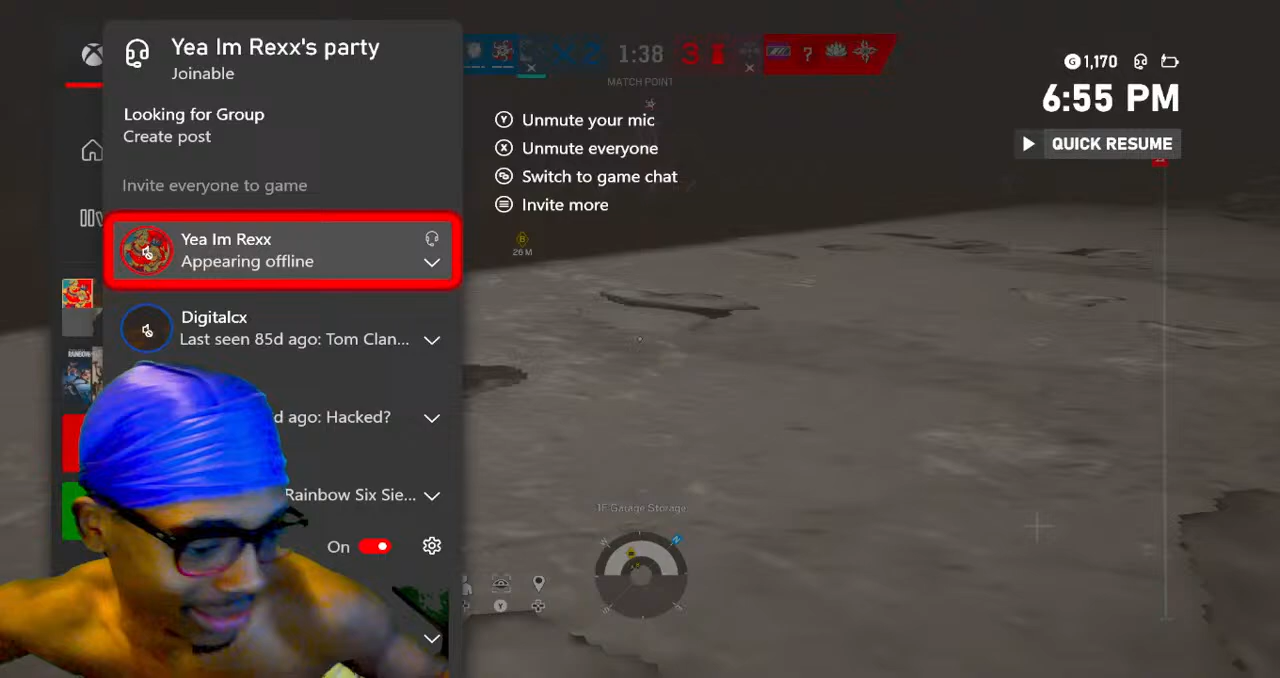 Yea Im Rexx's party
Joinable
Looking for Group
Create post
Invite everyone to game
Yea Im Rexx
Appearing offline
Digitalcx
Last seen 85d ago: Tom Clan...
d ago: Hacked?
Rainbow Six Sie...
On
1:38
3
MATCH POINT
?
Y Unmute your mic
X Unmute everyone
Switch to game chat
Invite more
B
26 M
G 1,170
6:55 PM
QUICK RESUME
1F Garage Storage
N
Y
RAINBOW